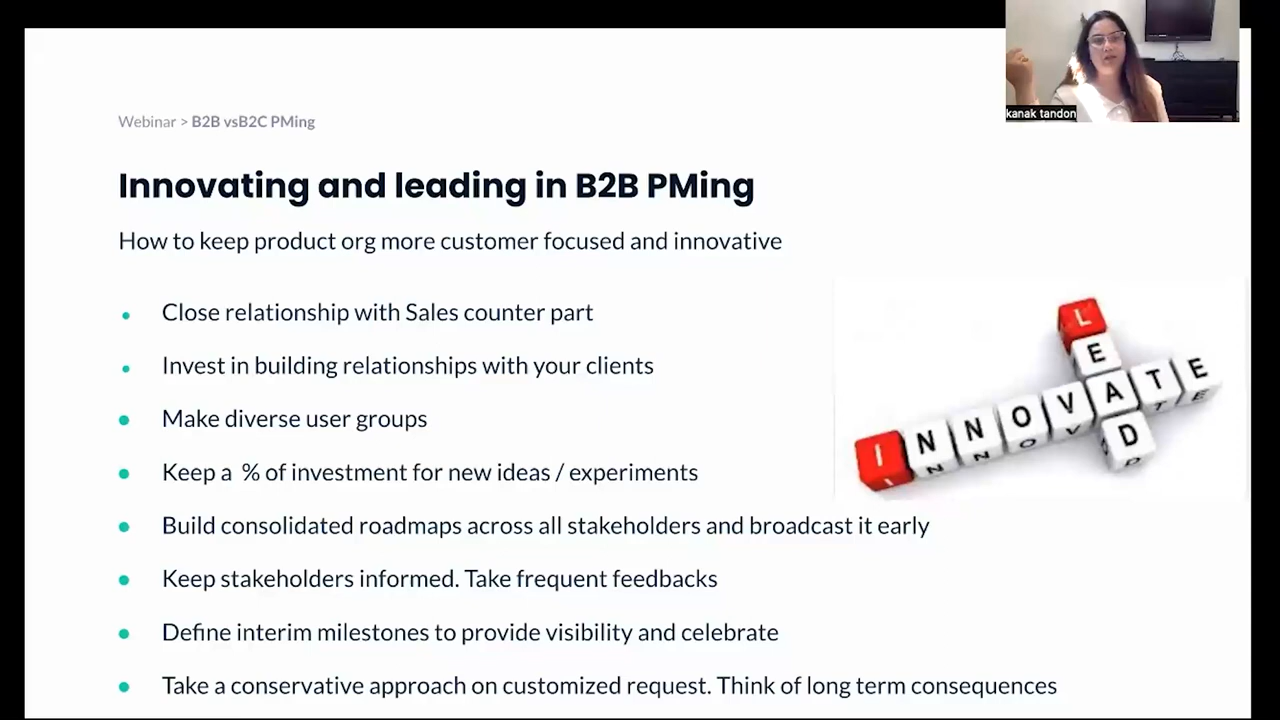 kanak tandon
Webinar > B2B vsB2C PMing
Innovating and leading in B2B PMing
How to keep product org more customer focused and innovative
Close relationship with Sales counter part
Invest in building relationships with your clients
Make diverse user groups
Keep a % of investment for new ideas / experiments
Build consolidated roadmaps across all stakeholders and broadcast it early
Keep stakeholders informed. Take frequent feedbacks
Define interim milestones to provide visibility and celebrate
Take a conservative approach on customized request. Think of long term consequences
INNOVATE
LEAD